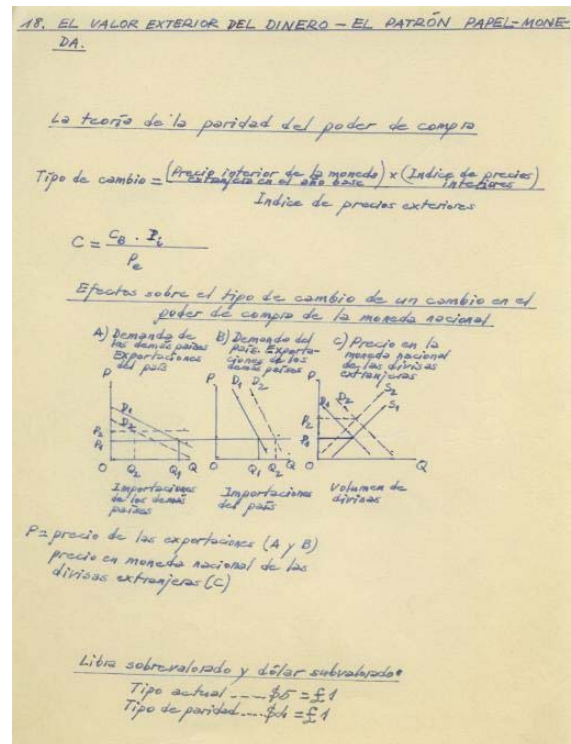 18. EL VALOR EXTERIOR DEL DINERO – EL PATRÓN PAPEL-MONE-
DA.
La teoría de la paridad del poder de compra
Tipo de cambio = (Precio interior de la moneda) x (Indice de precios)
extranjera en el año base interiores
Indice de precios exteriores
C = CB . Pi
Pe
Efectos sobre el tipo de cambio de un cambio en el
poder de compra de la moneda nacional
A) Demanda de
los demás países
Exportaciones
del país
B) Demanda del
país. Exporta-
ciones de los
demás países
C) Precio en la
moneda nacional
de las divisas
extranjeras
P
D1
D2
P2
P1
O Q2 Q1 Q
Importaciones
de los demás
países
P D1 D2
O Q1 Q2 Q
Importaciones
del país
P
D1 D2 S2
S1
P2
P1
O Q
Volumen de
divisas
P = precio de las exportaciones (A y B)
precio en moneda nacional de las
divisas extranjeras (C)
Libra sobrevalorado y dólar subvalorado
Tipo actual ---- $5 = £1
Tipo de paridad --- $4 = £1